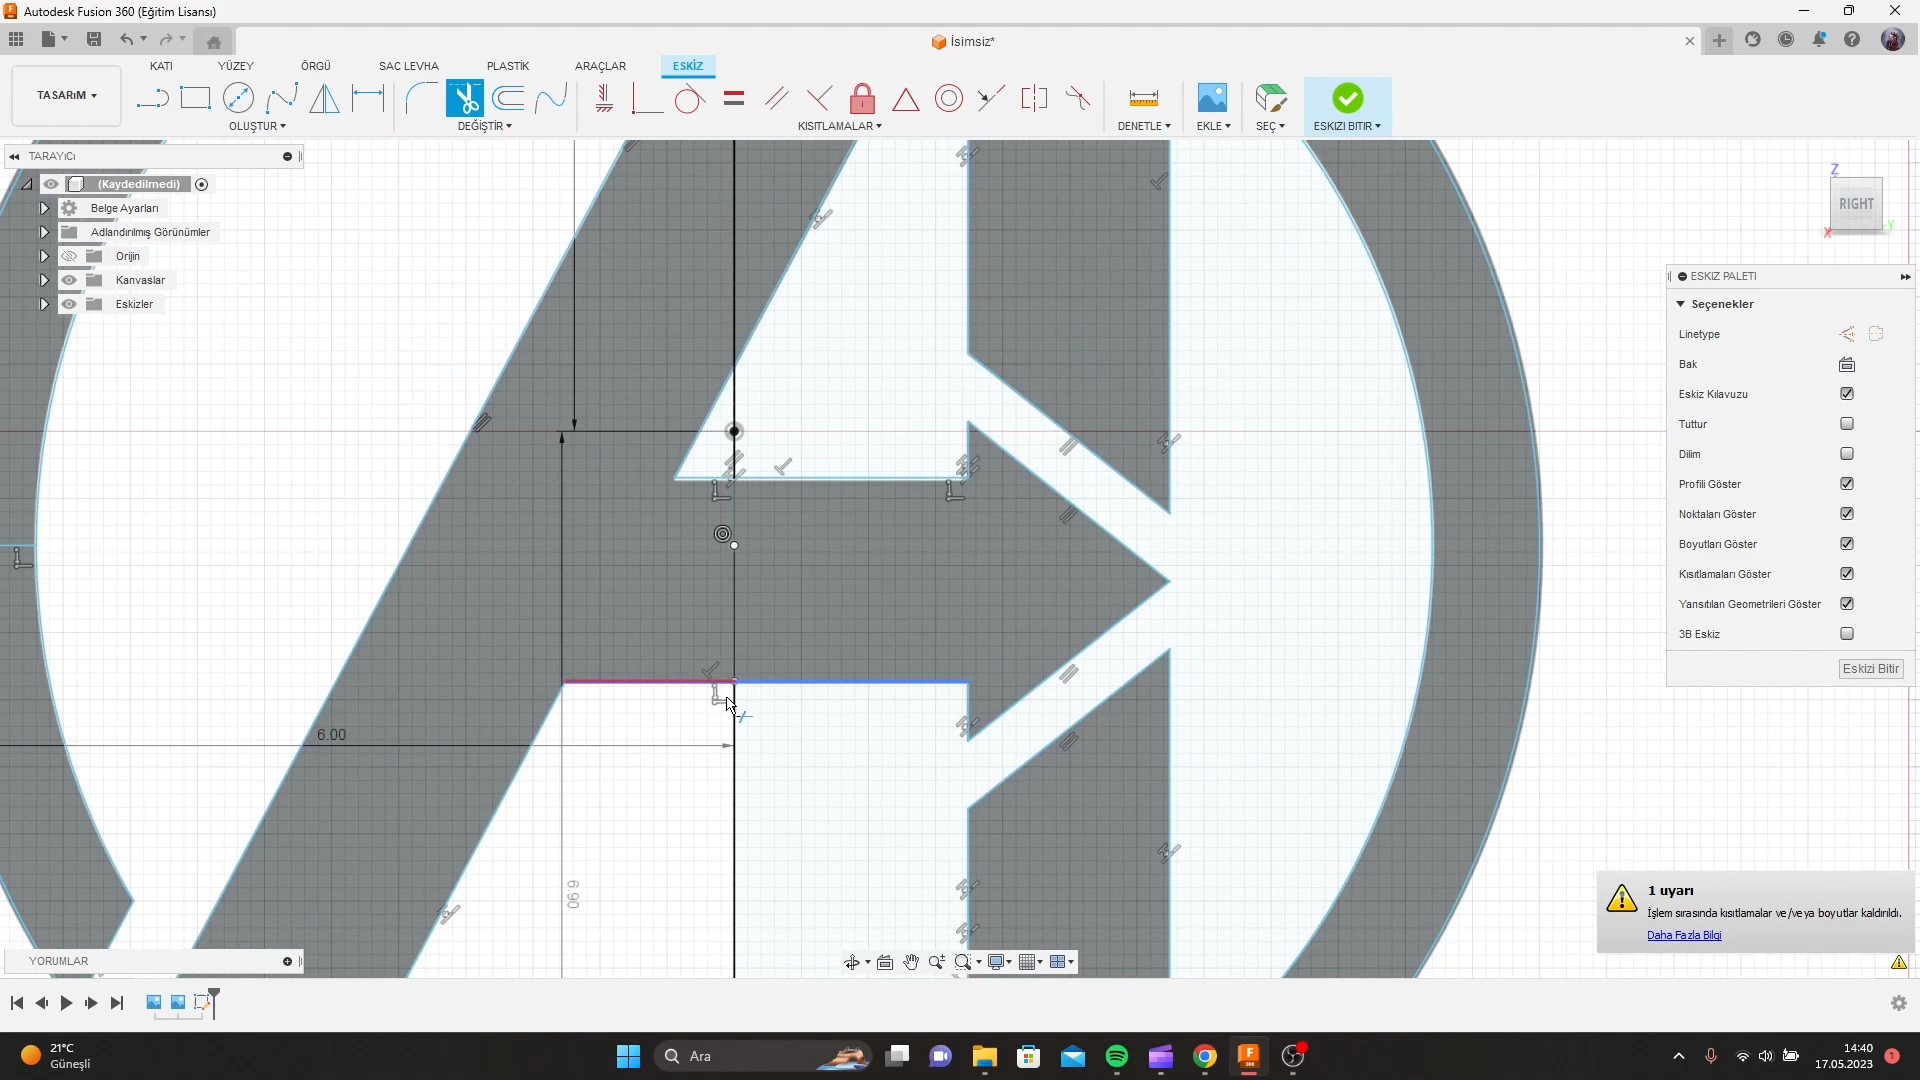 Autodesk Fusion 360 (Eğitim Lisansı)
İsimsiz*
KATI
YÜZEY
ÖRGÜ
SAC LEVHA
PLASTİK
ARAÇLAR
ESKİZ
TASARIM
OLUŞTUR
DEĞİŞTİR
KISITLAMALAR
DENETLE
EKLE
SEÇ
ESKIZI BITIR
TARAYıCı
(Kaydedilmedi)
Belge Ayarları
Adlandırılmış Görünümler
Orijin
Kanvaslar
Eskizler
Z
RIGHT
X
Y
ESKIZ PALETI
Seçenekler
Linetype
Bak
Eskiz Kılavuzu
Tuttur
Dilim
Profili Göster
Noktaları Göster
Boyutları Göster
Kısıtlamaları Göster
Yansıtılan Geometrileri Göster
3B Eskiz
Eskizi Bitir
6.00
6.90
1 uyarı
İşlem sırasında kısıtlamalar ve/veya boyutlar kaldırıldı.
Daha Fazla Bilgi
YORUMLAR
21°C
Güneşli
Ara
14:40
17.05.2023
1